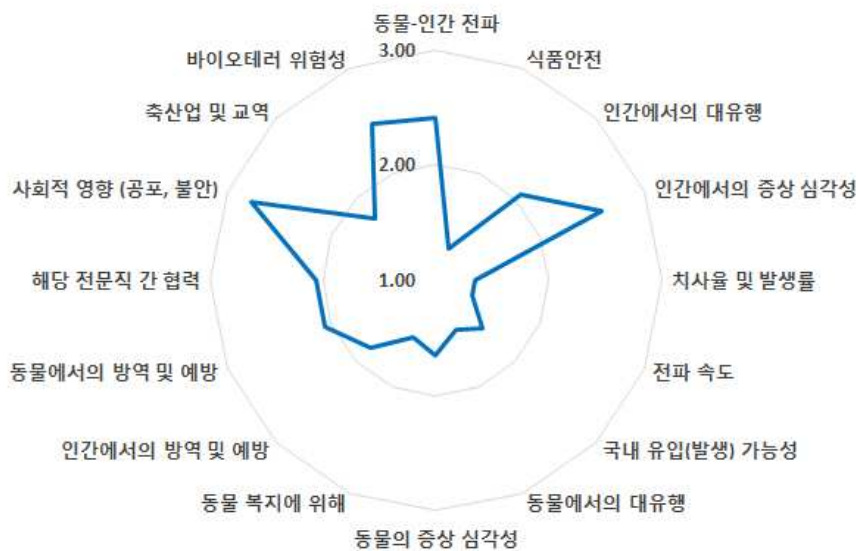 동물-인간 전파
3.00
바이오테러 위험성
식품안전
축산업 및 교역
인간에서의 대유행
2.00
사회적 영향 (공포, 불안)
인간에서의 증상 심각성
해당 전문직 간 협력
1.00
치사율 및 발생률
동물에서의 방역 및 예방
전파 속도
인간에서의 방역 및 예방
국내 유입(발생) 가능성
동물 복지에 위해
동물에서의 대유행
동물의 증상 심각성